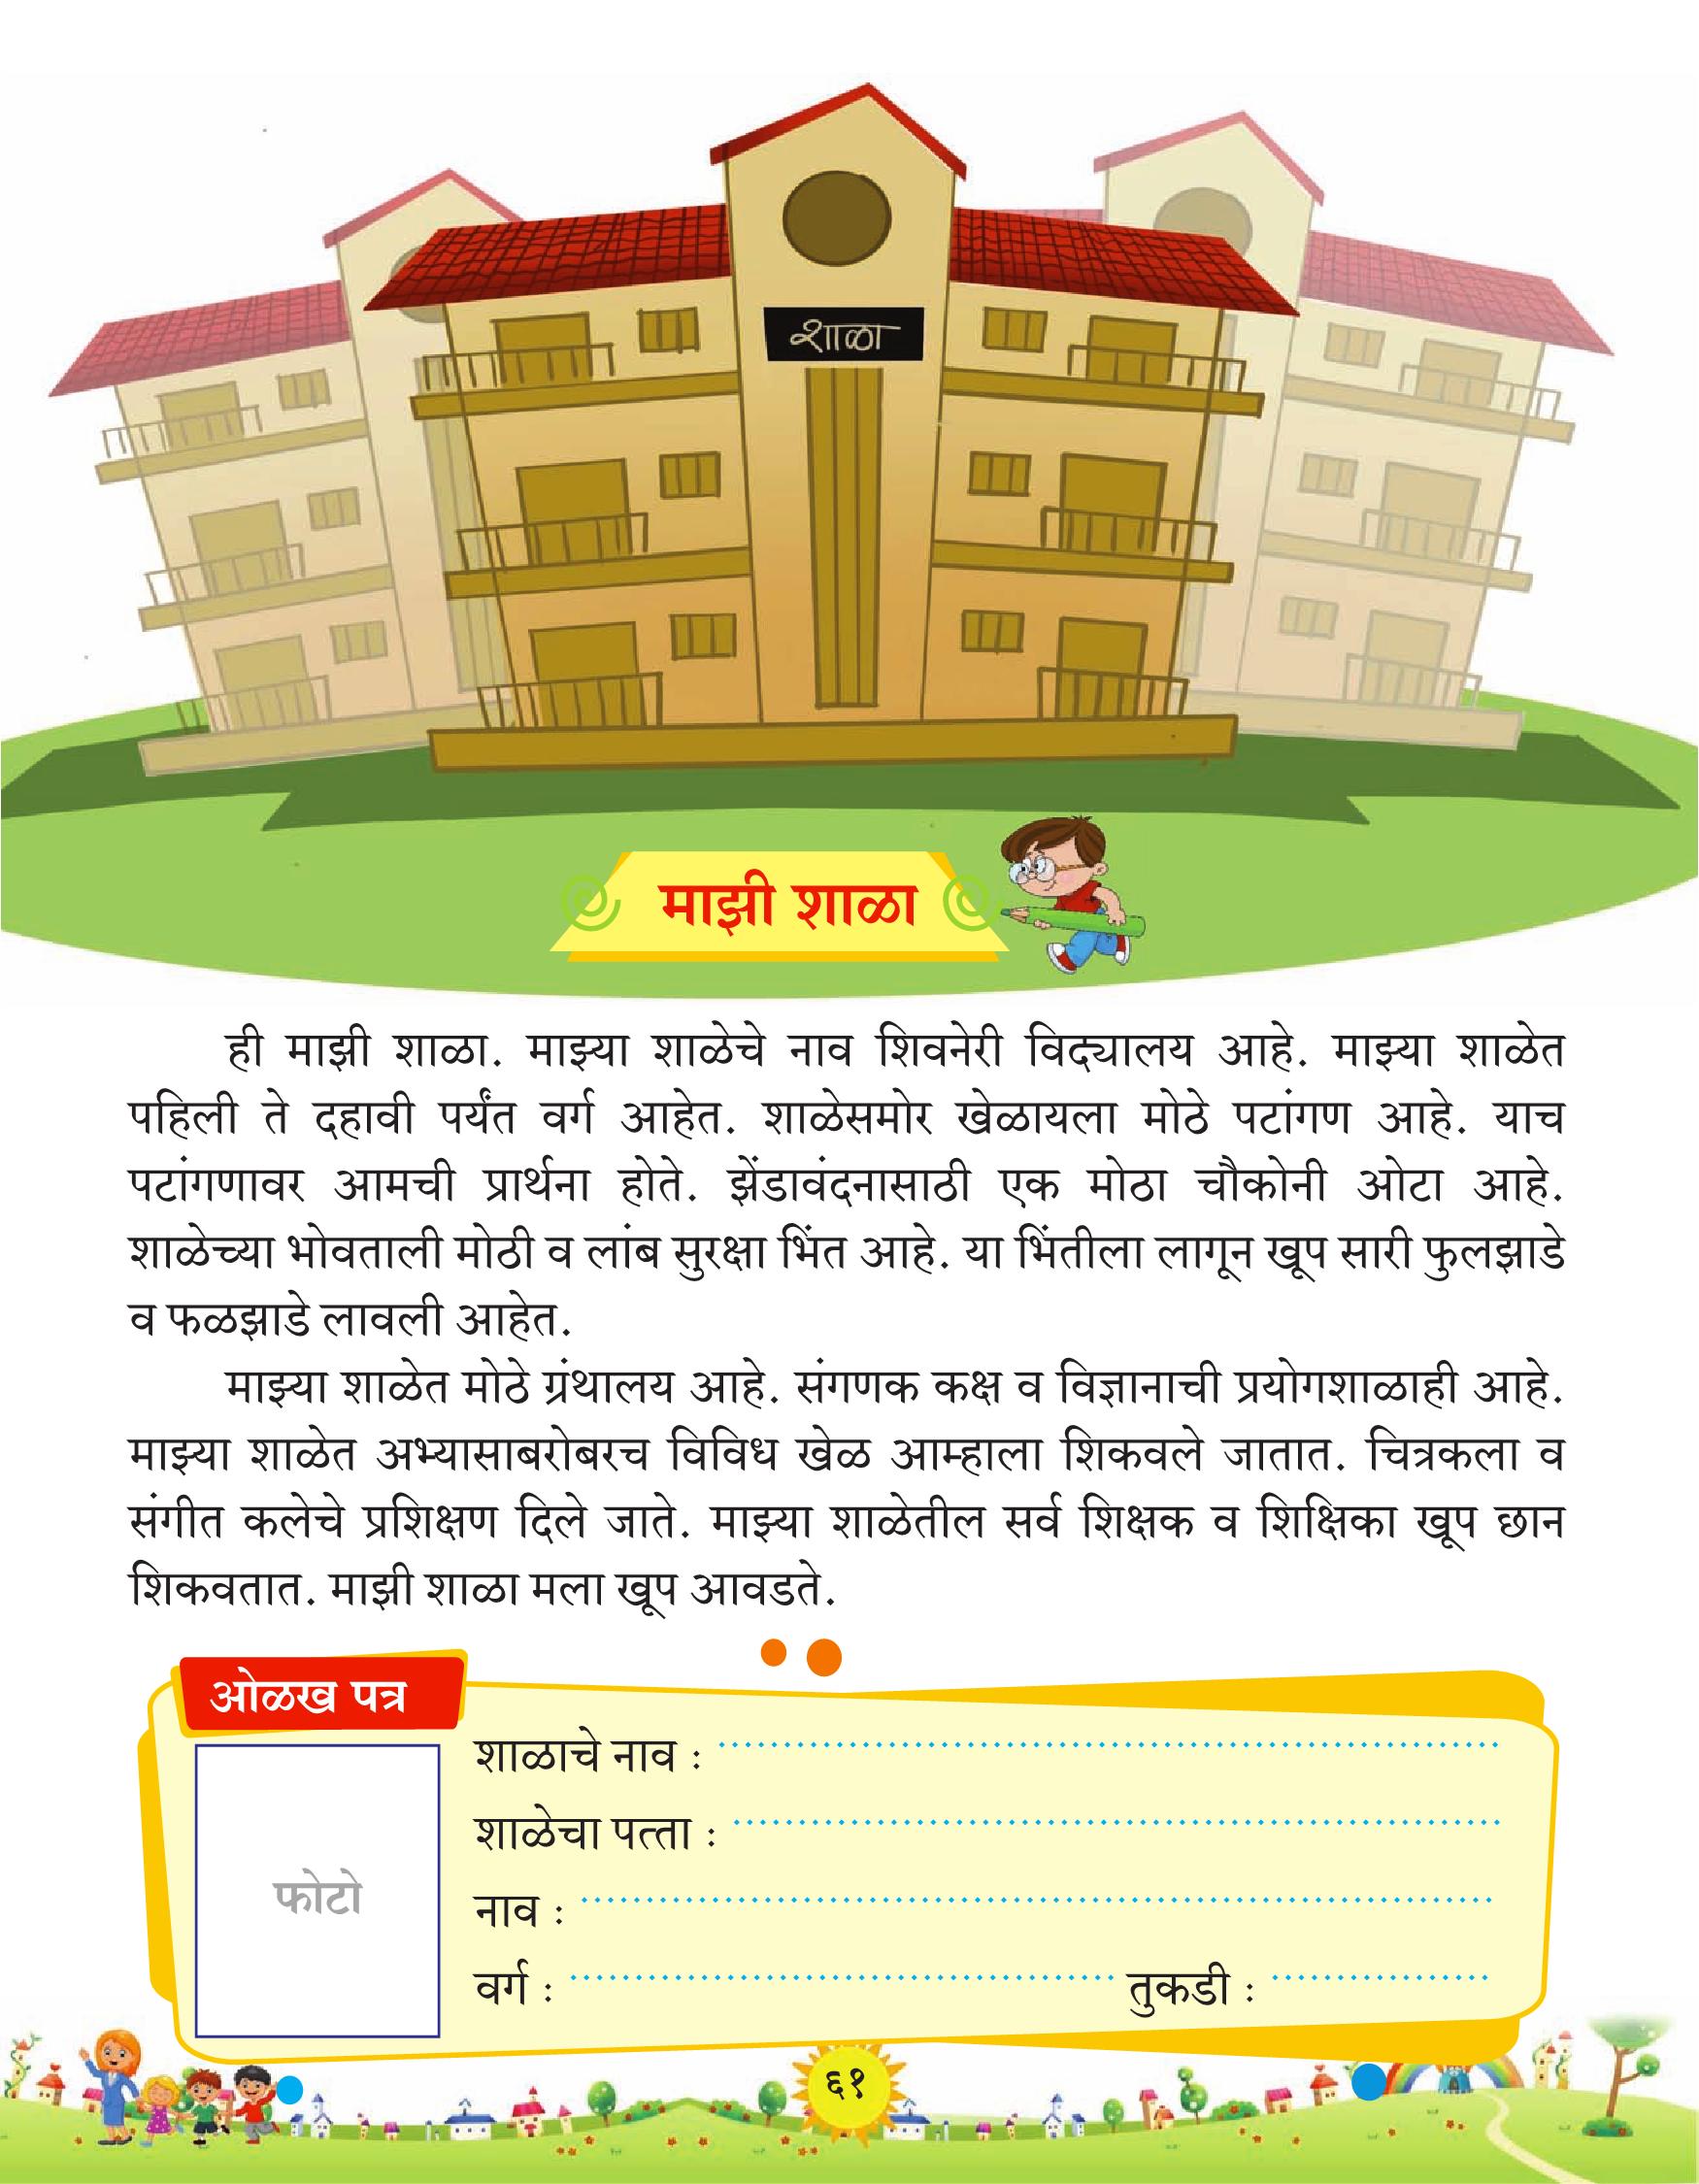 शाळा
माझी शाळा
ही माझी शाळा. माझ्या शाळेचे नाव शिवनेरी विद्यालय आहे. माझ्या शाळेत
पहिली ते दहावी पर्यंत वर्ग आहेत. शाळेसमोर खेळायला मोठे पटांगण आहे. याच
पटांगणावर आमची प्रार्थना होते. झेंडावंदनासाठी एक मोठा चौकोनी ओटा आहे.
शाळेच्या भोवताली मोठी व लांब सुरक्षा भिंत आहे. या भिंतीला लागून खूप सारी फुलझाडे
व फळझाडे लावली आहेत.
माझ्या शाळेत मोठे ग्रंथालय आहे. संगणक कक्ष व विज्ञानाची प्रयोगशाळाही आहे.
माझ्या शाळेत अभ्यासाबरोबरच विविध खेळ आम्हाला शिकवले जातात. चित्रकला व
संगीत कलेचे प्रशिक्षण दिले जाते. माझ्या शाळेतील सर्व शिक्षक व शिक्षिका खूप छान
शिकवतात. माझी शाळा मला खूप आवडते.
ओळख पत्र
फोटो
शाळाचे नाव :
शाळेचा पत्ता :
नाव :
वर्ग : तुकडी :
६१